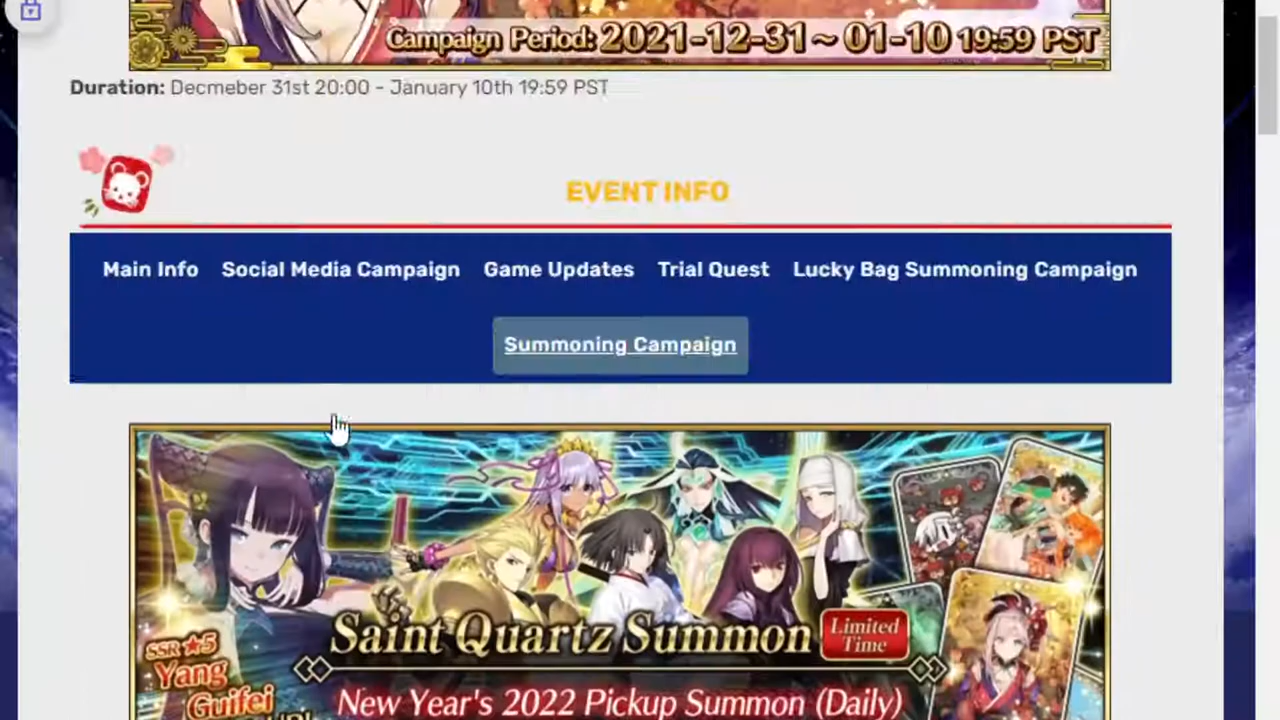 Campaign Period: 2021-12-31 ~ 01-10 19:59 PST
Duration: Decmeber 31st 20:00 - January 10th 19:59 PST
EVENT INFO
Main Info Social Media Campaign Game Updates Trial Quest Lucky Bag Summoning Campaign
Summoning Campaign
Saint Quartz Summon
Limited
Time
SSR ★5
Yang
Guifei
New Year's 2022 Pickup Summon (Daily)